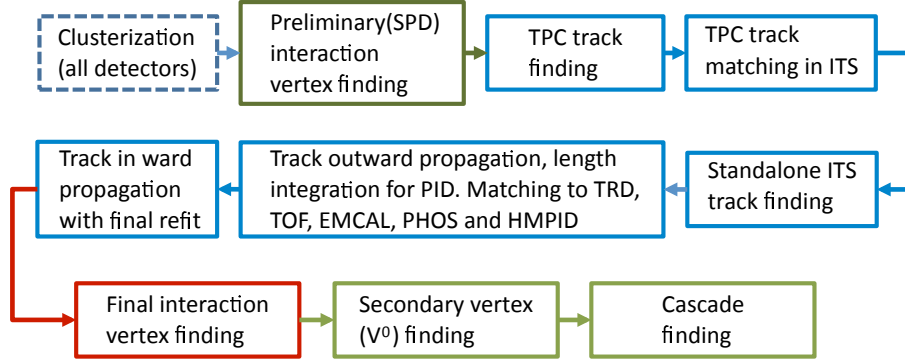 Clusterization
(all detectors)
Preliminary(SPD)
interaction
vertex finding
TPC track
finding
TPC track
matching in ITS
Track in ward
propagation
with final refit
Track outward propagation, length
integration for PID. Matching to TRD,
TOF, EMCAL, PHOS and HMPID
Standalone ITS
track finding
Final interaction
vertex finding
Secondary vertex
(V⁰) finding
Cascade
finding